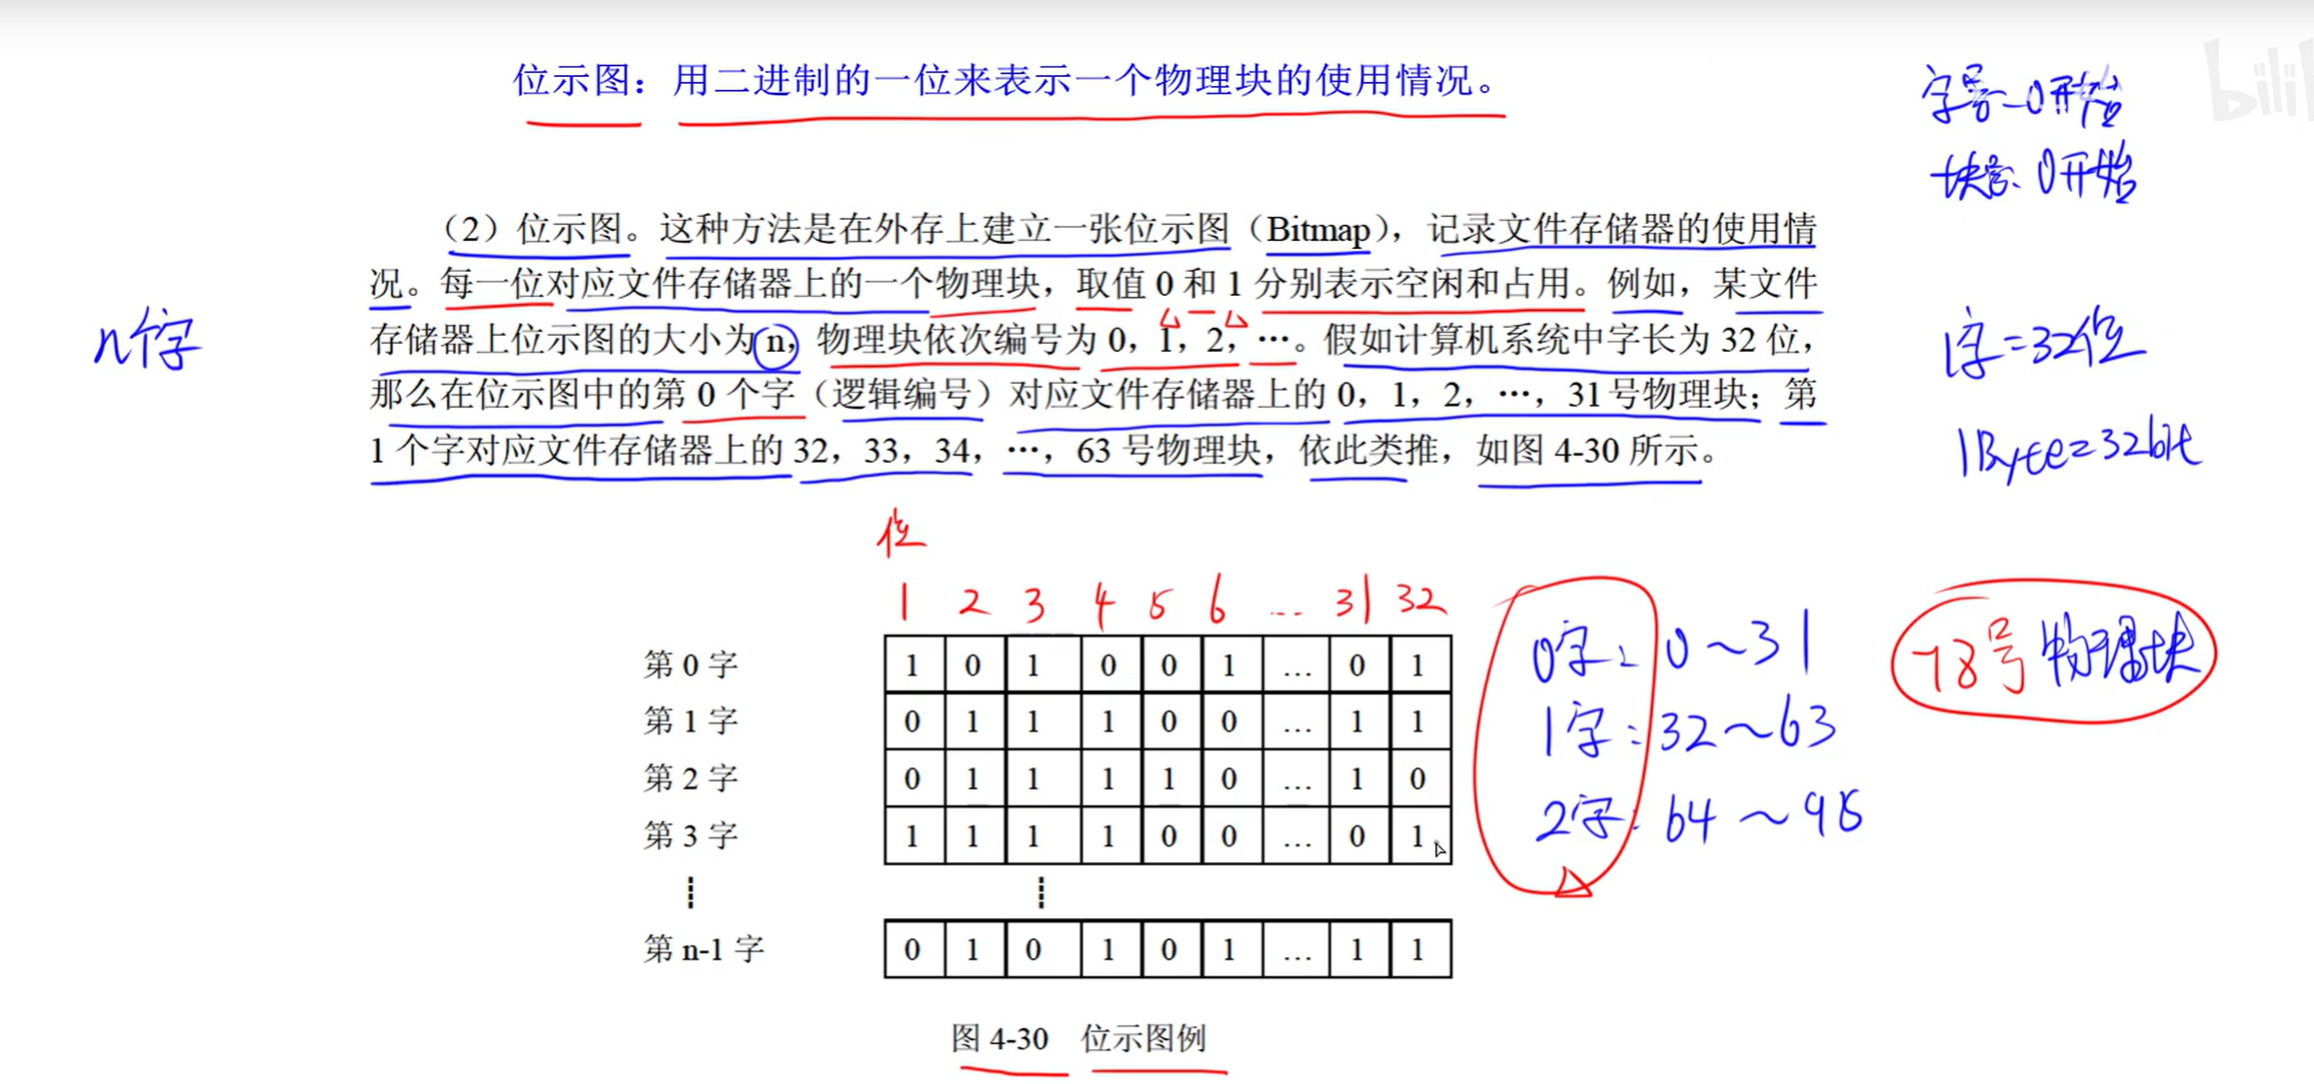 位示图：用二进制的一位来表示一个物理块的使用情况。
字号-0开始
块号:0开始
bili
（2）位示图。这种方法是在外存上建立一张位示图（Bitmap），记录文件存储器的使用情
况。每一位对应文件存储器上的一个物理块，取值 0 和 1 分别表示空闲和占用。例如，某文件
存储器上位示图的大小为 n，物理块依次编号为 0，1，2，…。假如计算机系统中字长为 32 位，
那么在位示图中的第 0 个字（逻辑编号）对应文件存储器上的 0，1，2，…，31号物理块；第
1 个字对应文件存储器上的 32，33，34，…，63 号物理块，依此类推，如图 4-30 所示。
n个字
1字=32位
1Byte=32bit
位
1 2 3 4 5 6 ... 31 32
第 0 字 1 0 1 0 0 1 … 0 1
第 1 字 0 1 1 1 0 0 … 1 1
第 2 字 0 1 1 1 1 0 … 1 0
第 3 字 1 1 1 1 0 0 … 0 1
⋮ ⋮
第 n-1 字 0 1 0 1 0 1 … 1 1
0字: 0~31
1字: 32~63
2字: 64~95
78号物理块
图 4-30 位示图例